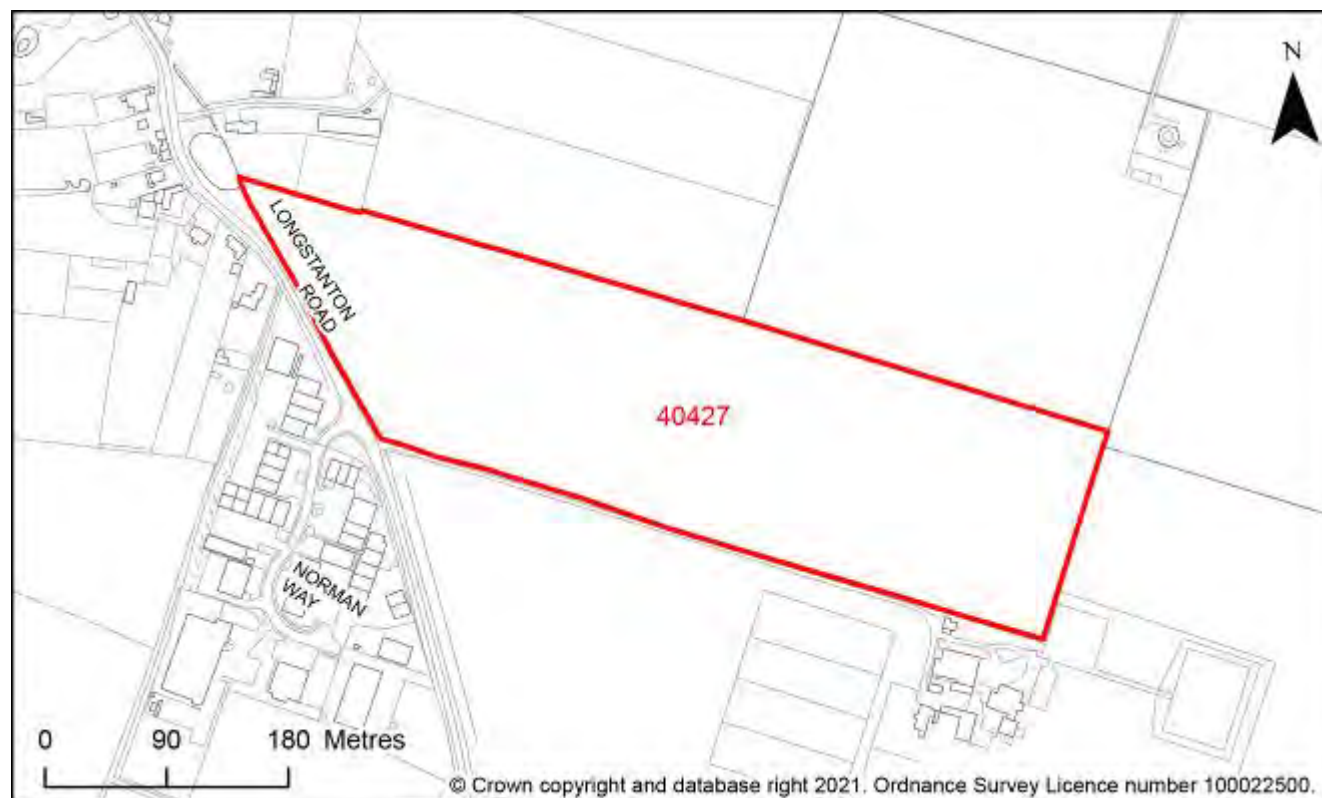 N
LONGSTANTON
ROAD
40427
NORMAN
WAY
0 90 180 Metres
© Crown copyright and database right 2021. Ordnance Survey Licence number 100022500.